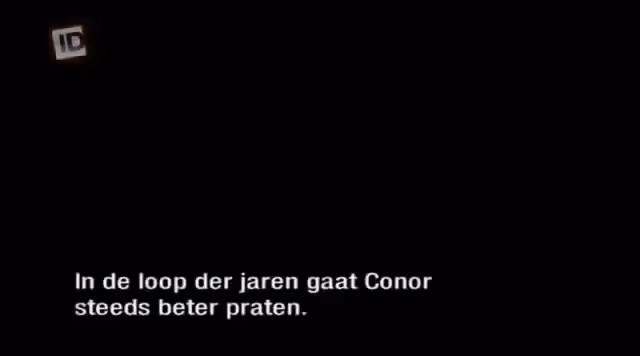 ID
In de loop der jaren gaat Conor
steeds beter praten.